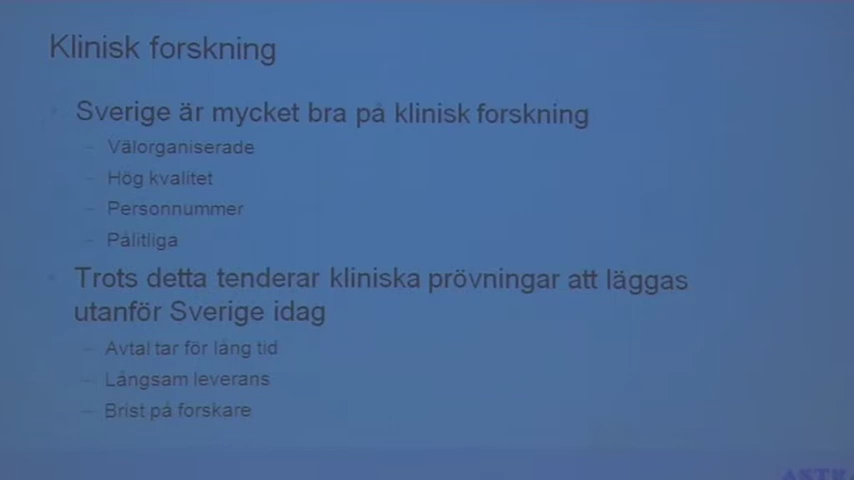 Klinisk forskning
• Sverige är mycket bra på klinisk forskning
– Välorganiserade
– Hög kvalitet
– Personnummer
– Pålitliga
• Trots detta tenderar kliniska prövningar att läggas
utanför Sverige idag
– Avtal tar för lång tid
– Långsam leverans
– Brist på forskare